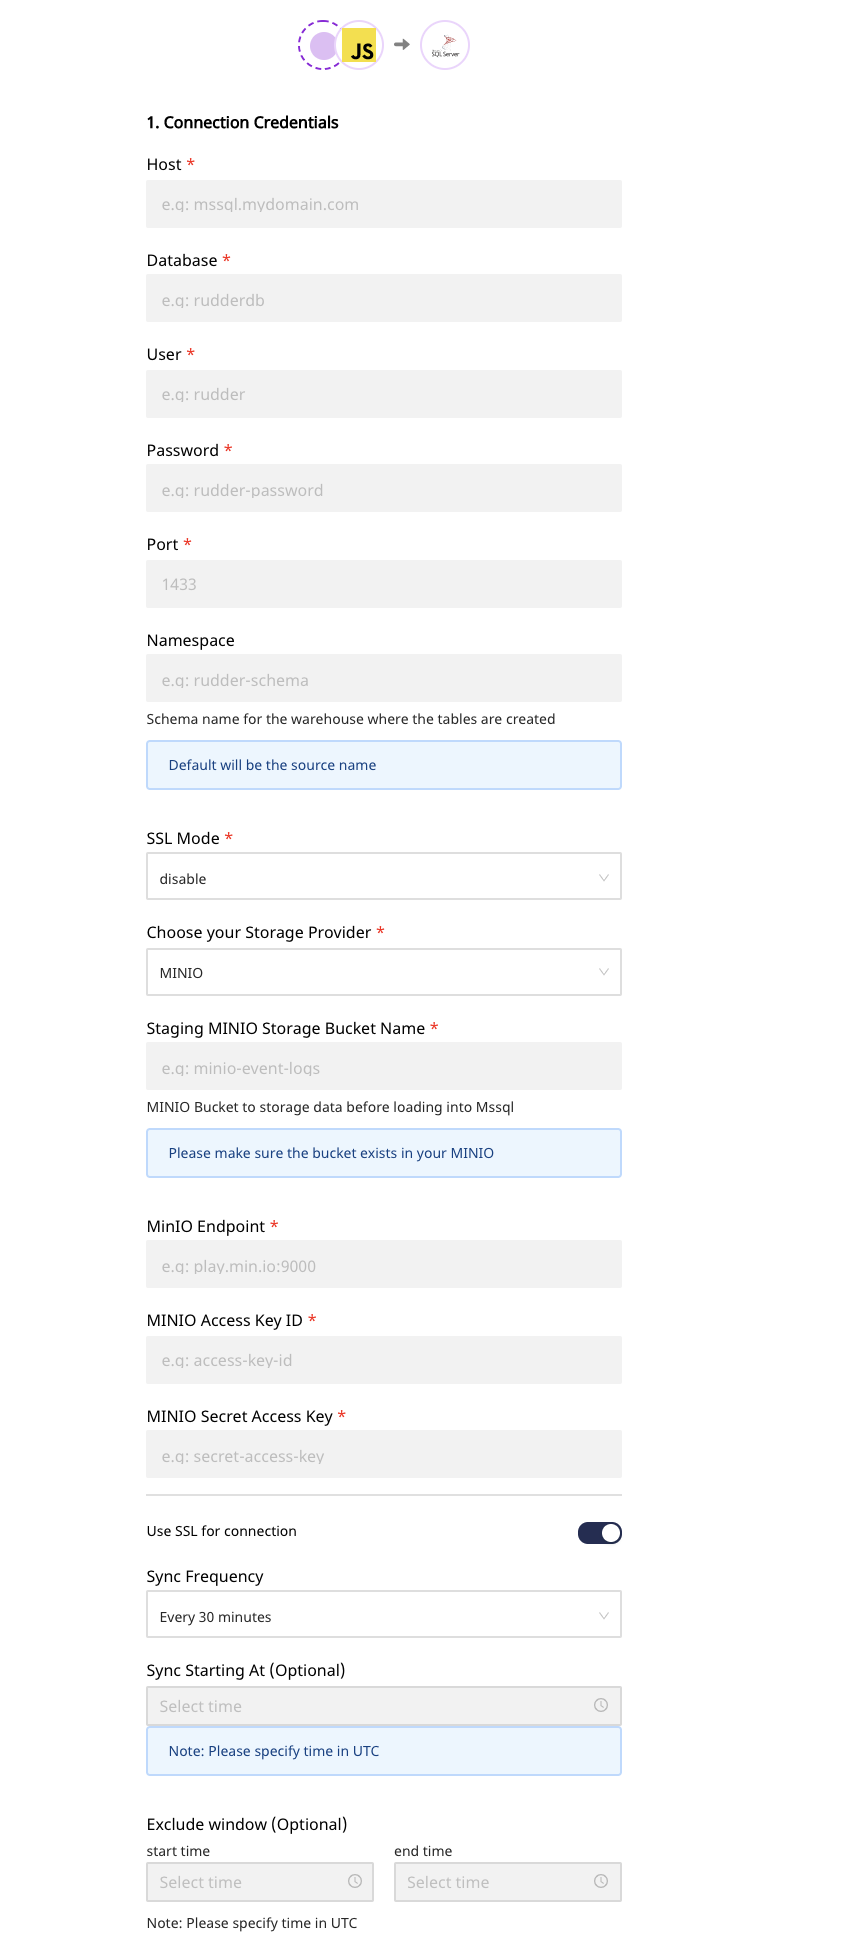 JS
SQL Server
1. Connection Credentials
Host *
e.g: mssql.mydomain.com
Database *
e.g: rudderdb
User *
e.g: rudder
Password *
e.g: rudder-password
Port *
1433
Namespace
e.g: rudder-schema
Schema name for the warehouse where the tables are created
Default will be the source name
SSL Mode *
disable
Choose your Storage Provider *
MINIO
Staging MINIO Storage Bucket Name *
e.g: minio-event-logs
MINIO Bucket to storage data before loading into Mssql
Please make sure the bucket exists in your MINIO
MinIO Endpoint *
e.g: play.min.io:9000
MINIO Access Key ID *
e.g: access-key-id
MINIO Secret Access Key *
e.g: secret-access-key
Use SSL for connection
Sync Frequency
Every 30 minutes
Sync Starting At (Optional)
Select time
Note: Please specify time in UTC
Exclude window (Optional)
start time end time
Select time Select time
Note: Please specify time in UTC